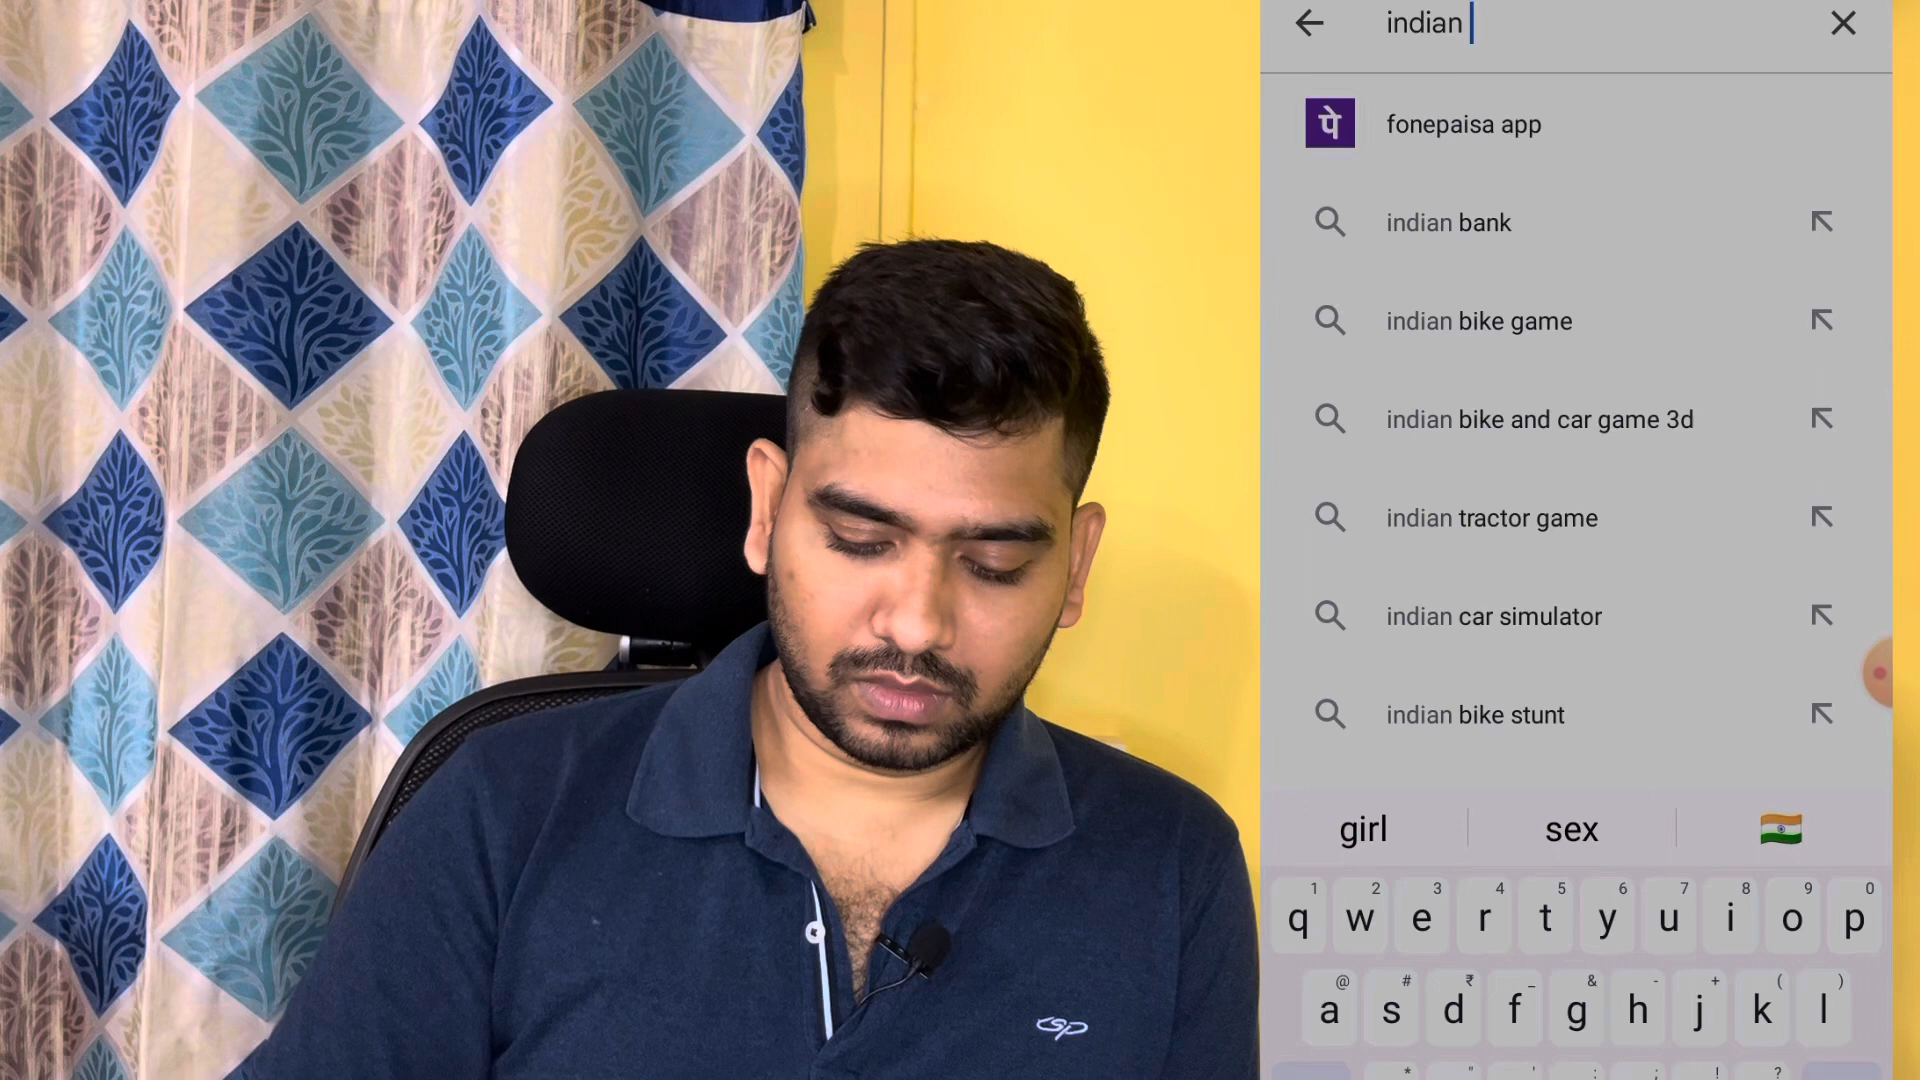 indian
पे
fonepaisa app
indian bank
indian bike game
indian bike and car game 3d
indian tractor game
indian car simulator
indian bike stunt
girl sex
1 2 3 4 5 6 7 8 9 0
q w e r t y u i o p
@ # ₹ _ & - + ( )
a s d f g h j k l
* " ' : ; ! ?